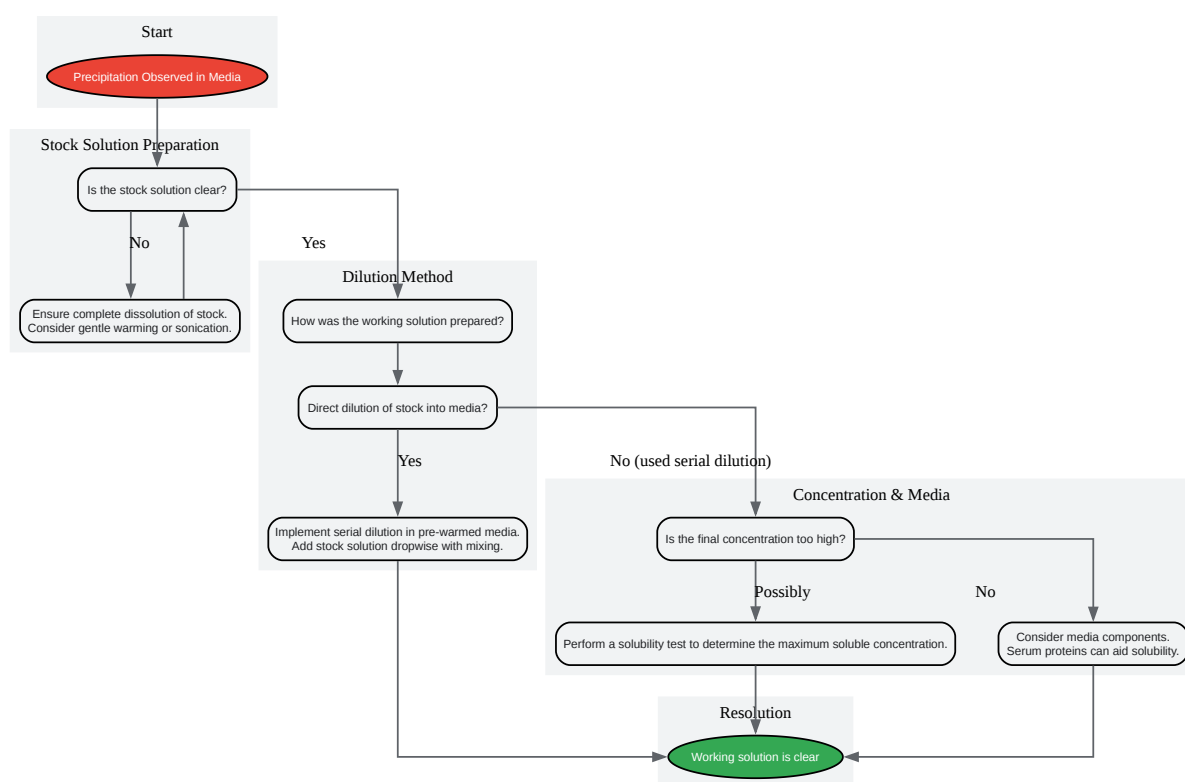 Start
Precipitation Observed in Media
Stock Solution Preparation
Is the stock solution clear?
No
Yes
Ensure complete dissolution of stock.
Consider gentle warming or sonication.
Dilution Method
How was the working solution prepared?
Direct dilution of stock into media?
Yes
No (used serial dilution)
Implement serial dilution in pre-warmed media.
Add stock solution dropwise with mixing.
Concentration & Media
Is the final concentration too high?
Possibly
No
Perform a solubility test to determine the maximum soluble concentration.
Consider media components.
Serum proteins can aid solubility.
Resolution
Working solution is clear